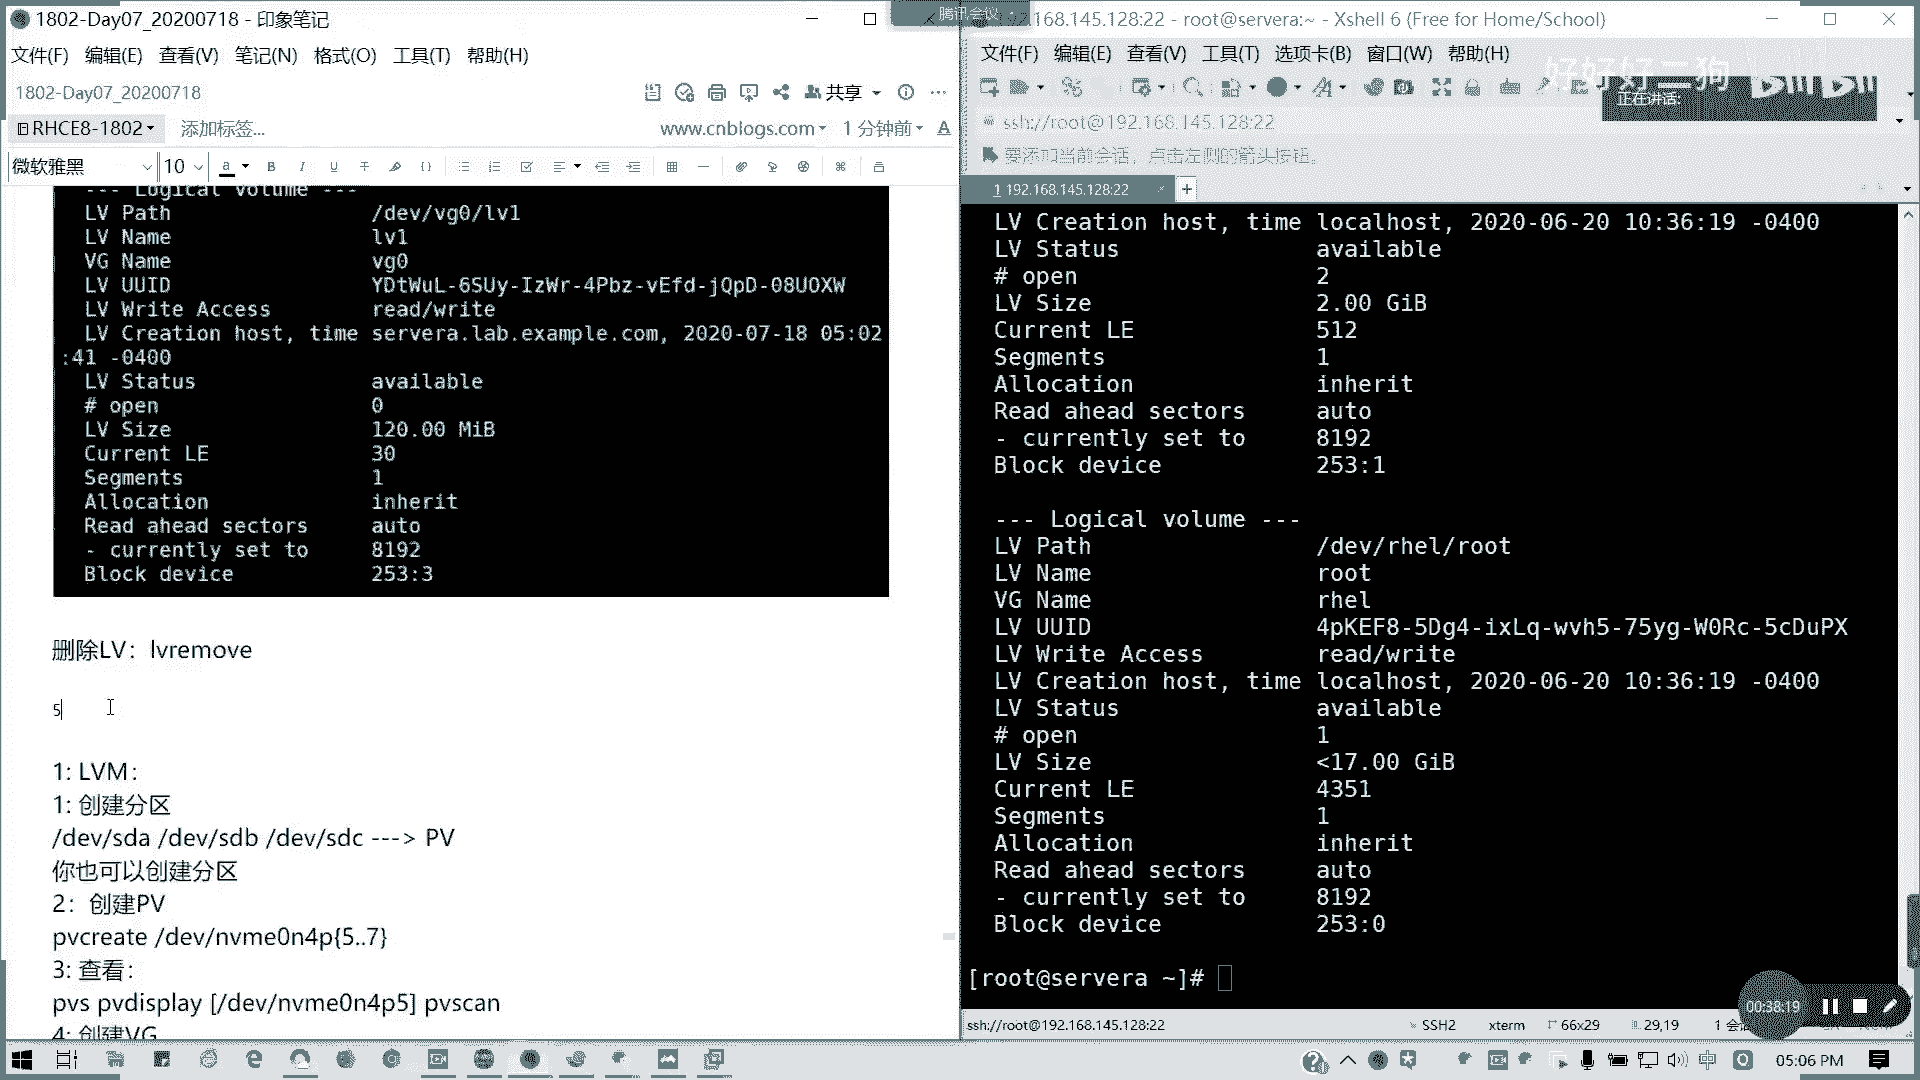 1802-Day07_20200718 - 印象笔记
文件(F) 编辑(E) 查看(V) 笔记(N) 格式(O) 工具(T) 帮助(H)
1802-Day07_20200718
共享
RHCE8-1802
添加标签...
www.cnblogs.com
1 分钟前
微软雅黑
10
--- Logical volume ---
LV Path /dev/vg0/lv1
LV Name lv1
VG Name vg0
LV UUID YDtWuL-6SUy-IzWr-4Pbz-vEfd-jQpD-08UOXW
LV Write Access read/write
LV Creation host, time servera.lab.example.com, 2020-07-18 05:02
:41 -0400
LV Status available
# open 0
LV Size 120.00 MiB
Current LE 30
Segments 1
Allocation inherit
Read ahead sectors auto
- currently set to 8192
Block device 253:3
删除LV：lvremove
5
1: LVM：
1: 创建分区
/dev/sda /dev/sdb /dev/sdc ---> PV
你也可以创建分区
2：创建PV
pvcreate /dev/nvme0n4p{5..7}
3: 查看：
pvs pvdisplay [/dev/nvme0n4p5] pvscan
4: 创建VG
腾讯会议
192.168.145.128:22 - root@servera:~ - Xshell 6 (Free for Home/School)
文件(F) 编辑(E) 查看(V) 工具(T) 选项卡(B) 窗口(W) 帮助(H)
好好好二狗
bilibili
正在讲话:
ssh://root@192.168.145.128:22
要添加当前会话，点击左侧的箭头按钮。
1 192.168.145.128:22
LV Creation host, time localhost, 2020-06-20 10:36:19 -0400
LV Status available
# open 2
LV Size 2.00 GiB
Current LE 512
Segments 1
Allocation inherit
Read ahead sectors auto
- currently set to 8192
Block device 253:1
--- Logical volume ---
LV Path /dev/rhel/root
LV Name root
VG Name rhel
LV UUID 4pKEF8-5Dg4-ixLq-wvh5-75yg-W0Rc-5cDuPX
LV Write Access read/write
LV Creation host, time localhost, 2020-06-20 10:36:19 -0400
LV Status available
# open 1
LV Size <17.00 GiB
Current LE 4351
Segments 1
Allocation inherit
Read ahead sectors auto
- currently set to 8192
Block device 253:0
[root@servera ~]#
00:38:19
ssh://root@192.168.145.128:22
SSH2
xterm
66x29
29,19
05:06 PM